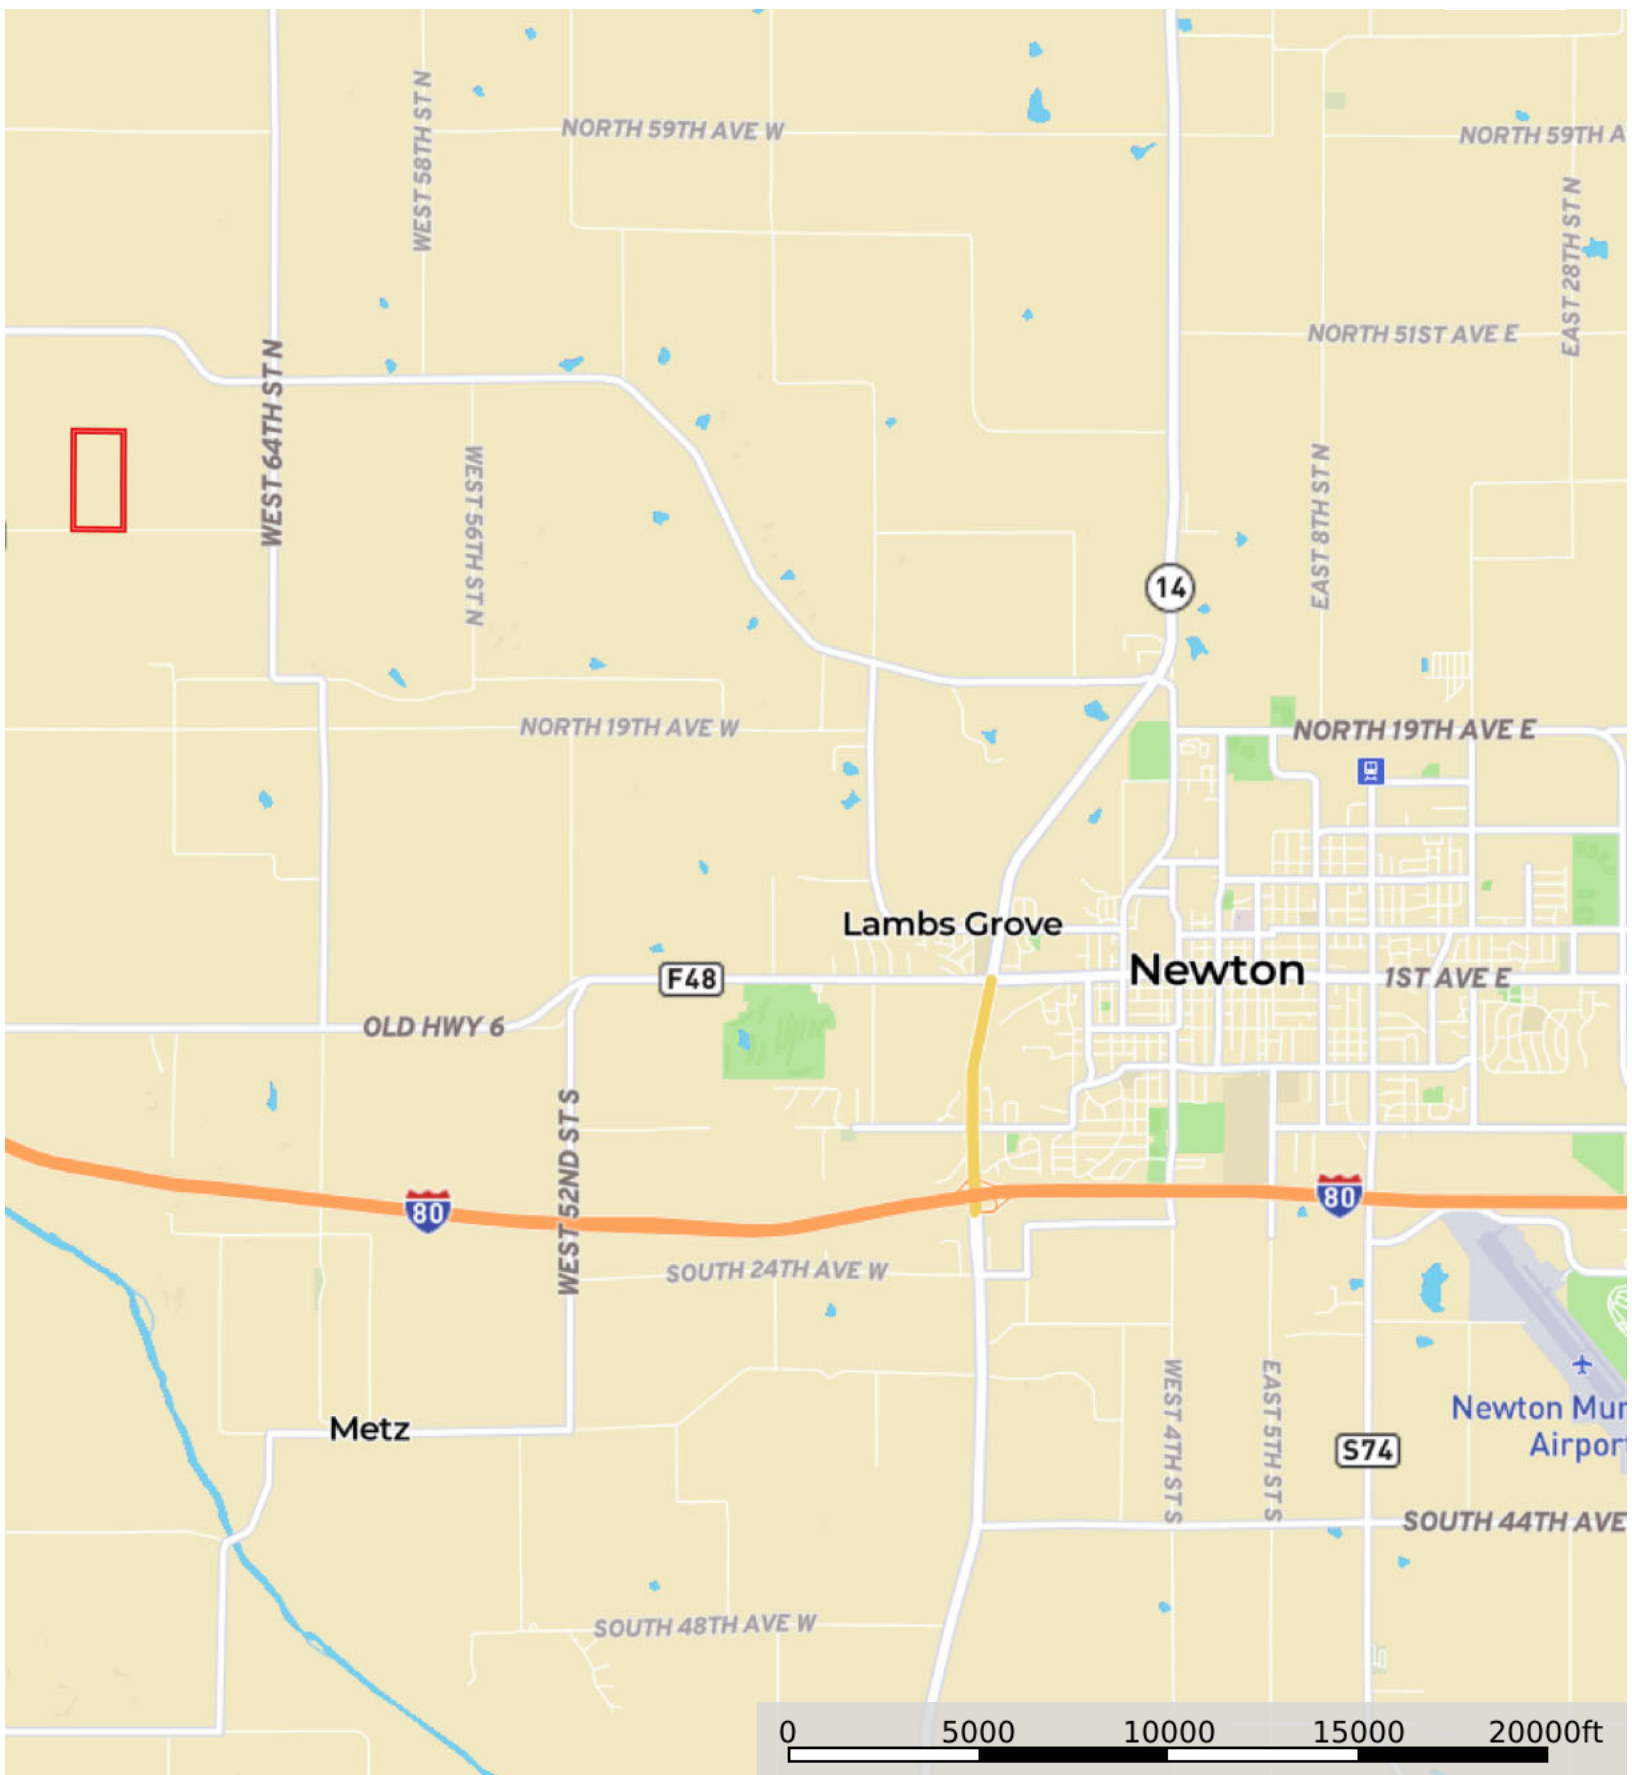 WEST 58TH ST N
NORTH 59TH AVE W
NORTH 59TH A
EAST 28TH ST N
NORTH 51ST AVE E
WEST 64TH ST N
WEST 56TH ST N
EAST 8TH ST N
14
NORTH 19TH AVE W
NORTH 19TH AVE E
Lambs Grove
Newton
F48
1ST AVE E
OLD HWY 6
WEST 52ND ST S
80
80
SOUTH 24TH AVE W
WEST 4TH ST S
EAST 5TH ST S
Newton Mun
Airport
Metz
S74
SOUTH 44TH AVE
SOUTH 48TH AVE W
0 5000 10000 15000 20000ft